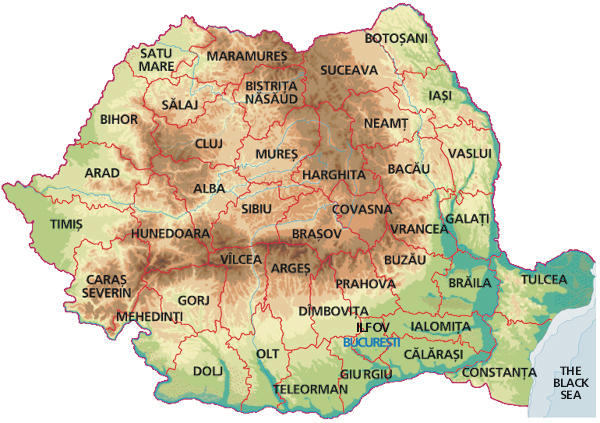 BOTOȘANI
SATU
MARE
MARAMUREȘ
SUCEAVA
BISTRIȚA
NĂSĂUD
IAȘI
SĂLAJ
BIHOR
NEAMȚ
CLUJ
MUREȘ
VASLUI
ARAD
HARGHITA
BACĂU
ALBA
SIBIU
COVASNA
TIMIȘ
GALAȚI
HUNEDOARA
BRAȘOV
VRANCEA
VÎLCEA
ARGEȘ
BUZĂU
CARAȘ
SEVERIN
PRAHOVA
BRĂILA
TULCEA
GORJ
MEHEDINȚI
DÎMBOVIȚA
ILFOV
IALOMIȚA
BUCUREȘTI
OLT
CĂLĂRAȘI
DOLJ
GIURGIU
CONSTANȚA
TELEORMAN
THE
BLACK
SEA